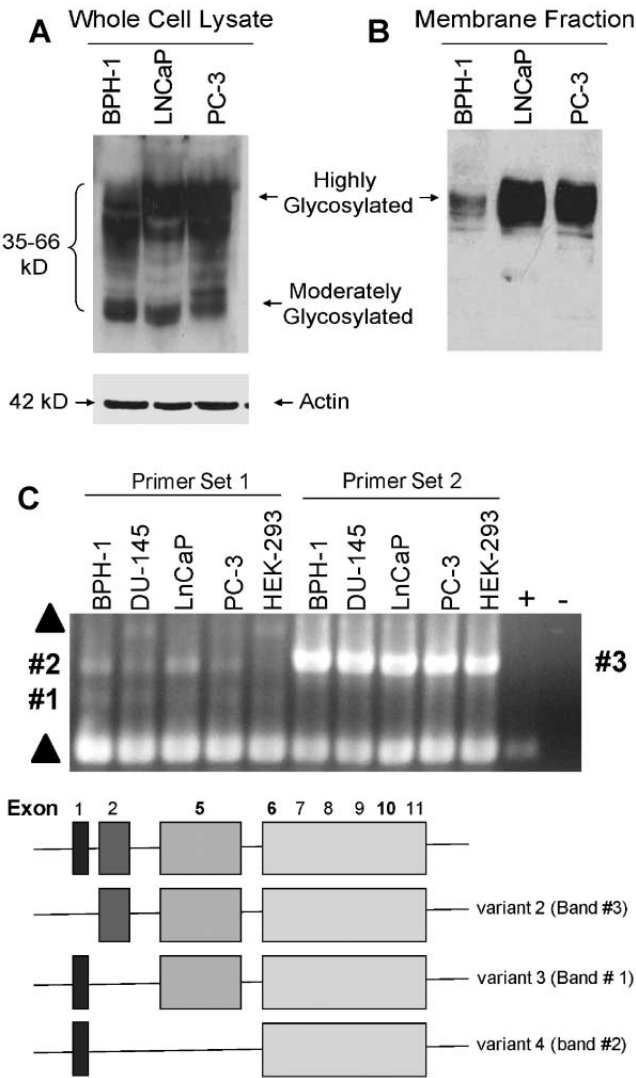 A Whole Cell Lysate
BPH-1 LNCaP PC-3
35-66
kD
Highly
Glycosylated
Moderately
Glycosylated
42 kD
Actin
B Membrane Fraction
BPH-1 LNCaP PC-3
C
Primer Set 1 Primer Set 2
BPH-1 DU-145 LnCaP PC-3 HEK-293 BPH-1 DU-145 LnCaP PC-3 HEK-293 + -
#2
#1
#3
Exon 1 2 5 6 7 8 9 10 11
variant 2 (Band #3)
variant 3 (Band # 1)
variant 4 (band #2)